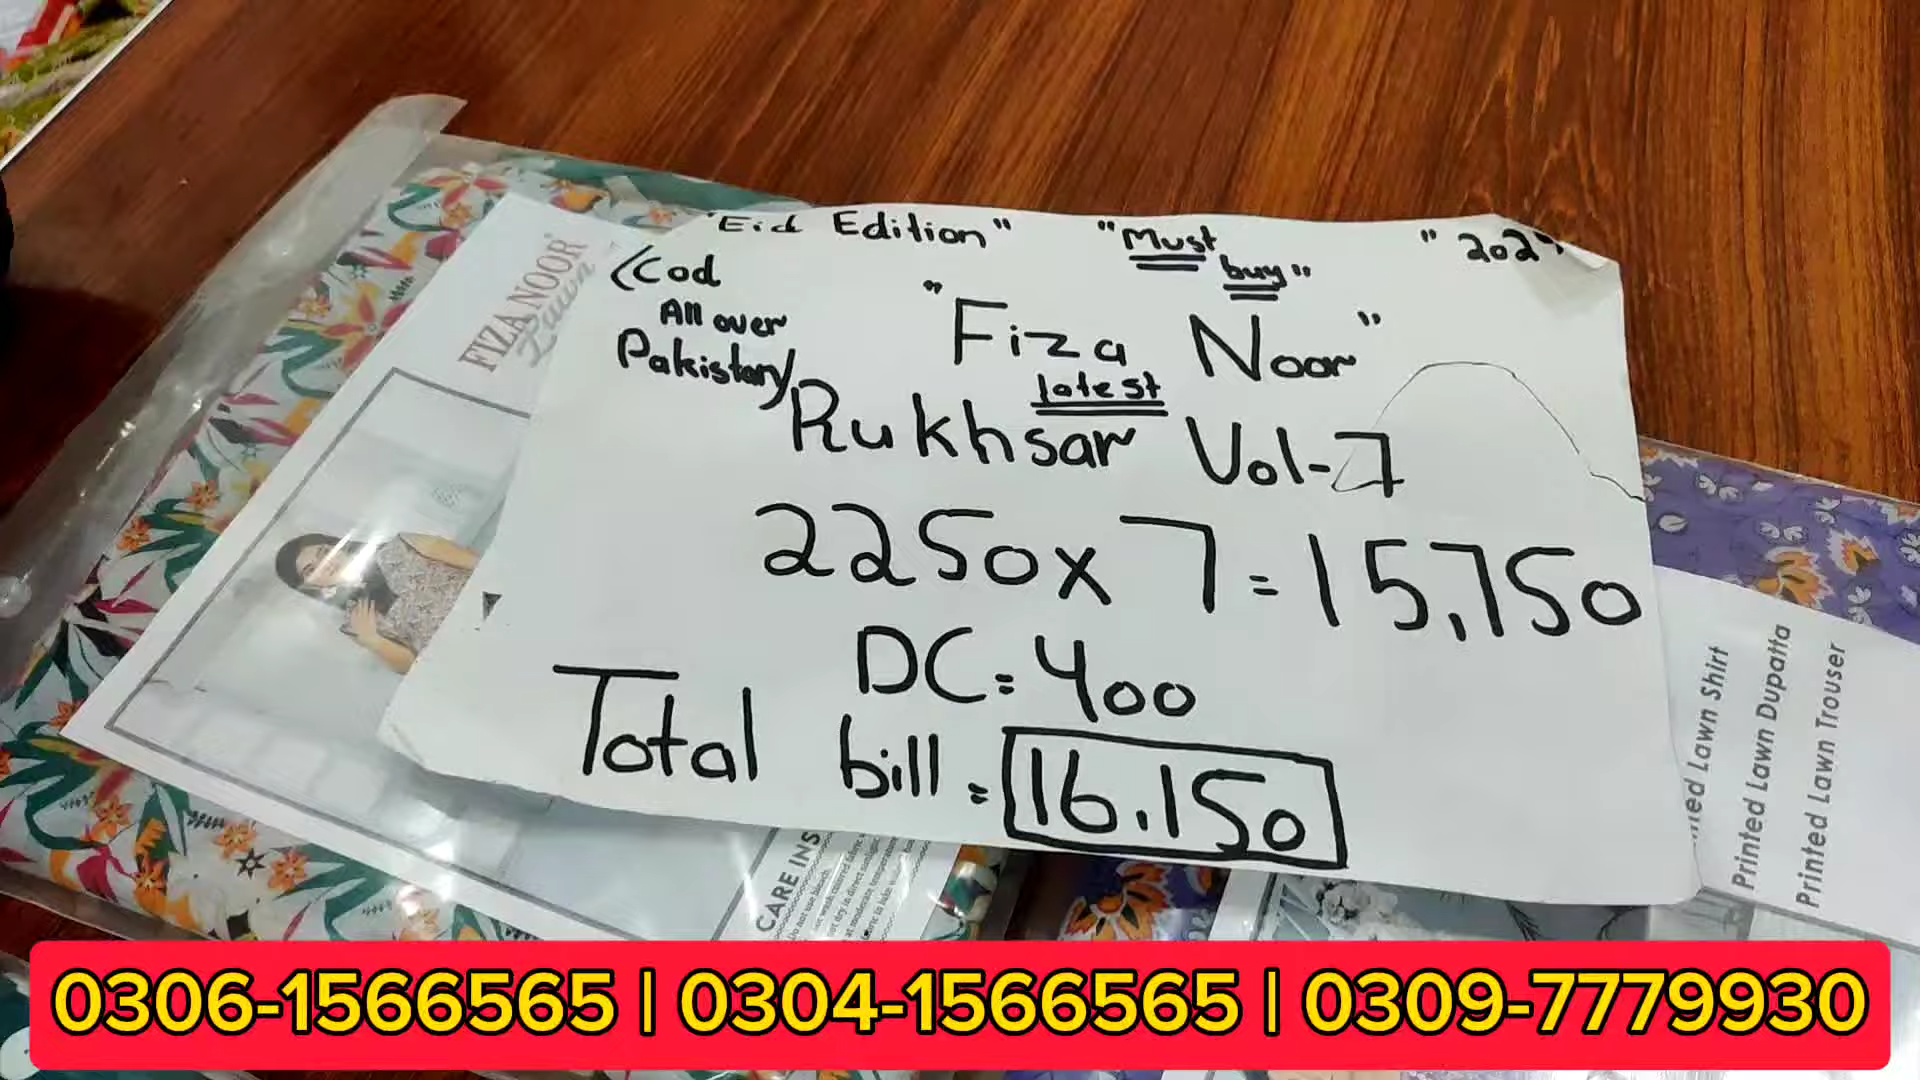 "Eid Edition" "Must buy" "2024
(Cod All over Pakistan)
"Fiza Noor"
Rukhsar latest Vol-7
2250x7=15,750
DC=400
Total bill=16,150
FIZA NOOR
Lawn
CARE INS
Printed Lawn Shirt
Printed Lawn Dupatta
Printed Lawn Trouser
0306-1566565 | 0304-1566565 | 0309-7779930